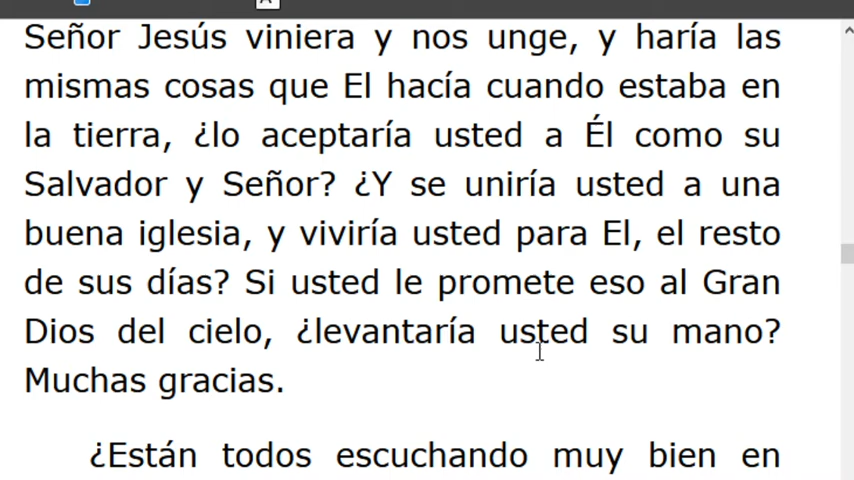 Señor Jesús viniera y nos unge, y haría las
mismas cosas que El hacía cuando estaba en
la tierra, ¿lo aceptaría usted a Él como su
Salvador y Señor? ¿Y se uniría usted a una
buena iglesia, y viviría usted para El, el resto
de sus días? Si usted le promete eso al Gran
Dios del cielo, ¿levantaría usted su mano?
Muchas gracias.
¿Están todos escuchando muy bien en